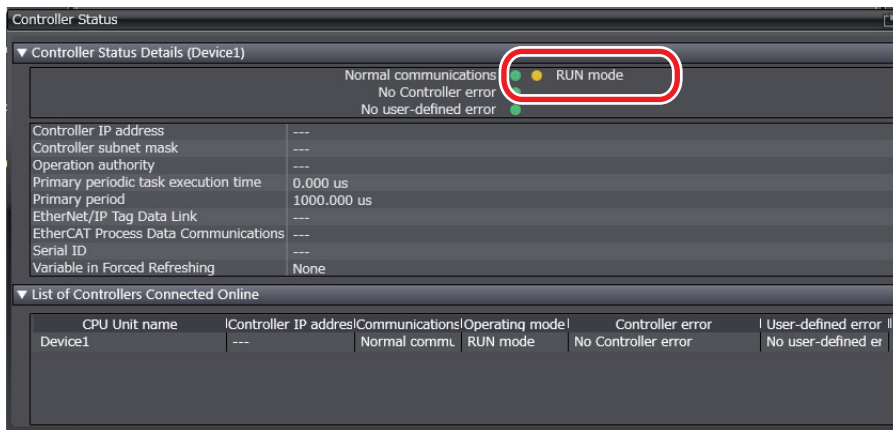 Controller Status
Controller Status Details (Device1)
Normal communications RUN mode
No Controller error
No user-defined error
Controller IP address ---
Controller subnet mask ---
Operation authority ---
Primary periodic task execution time 0.000 us
Primary period 1000.000 us
EtherNet/IP Tag Data Link ---
EtherCAT Process Data Communications ---
Serial ID ---
Variable in Forced Refreshing None
List of Controllers Connected Online
CPU Unit name Controller IP addres Communications Operating mode Controller error User-defined error
Device1 --- Normal commu RUN mode No Controller error No user-defined er